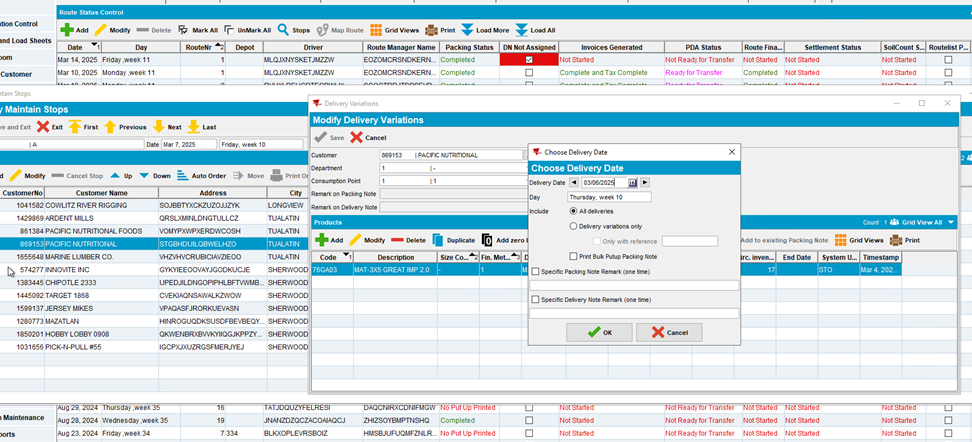 Route Status Control
ation Control
Add Modify Delete Mark All UnMark All Stops Map Route Grid Views Print Load More Load All
and Load Sheets
Date 1 Day RouteNr 2 Depot Driver Route Manager Name Packing Status DN Not Assigned Invoices Generated PDA Status Route Fina... Settlement Status SoilCount S... Routelist P...
oom
Mar 14, 2025 Friday ,week 11 1 MLQJXNYSKETJMZZW EOZOMCRSNDKERN... Completed Not Started Not Ready for Transfer Not Started Not Started Not Started
Customer
Mar 10, 2025 Monday ,week 11 1 MLQJXNYSKETJMZZW EOZOMCRSNDKERN... Completed Complete and Tax Complete Ready for Transfer Not Started Not Started Not Started
ntain Stops
y Maintain Stops
ve and Exit Exit First Previous Next Last
| A Date Mar 7, 2025 Friday, week 10
Modify Cancel Stop Up Down Auto Order Move Print Or
CustomerNo Customer Name Address City
1041582 COWLITZ RIVER RIGGING SOJBBTYXCKZUZOJZYK LONGVIEW
1429869 ARDENT MILLS QRSLXMINLDNGTULLCZ TUALATIN
861384 PACIFIC NUTRITIONAL FOODS VOMYPXWPXERDWCOSH TUALATIN
869153 PACIFIC NUTRITIONAL STGBHDUILQBWELHZO TUALATIN
1655648 MARINE LUMBER CO. VHZVHVCRUBICIAVZEO TUALATIN
574277 INNOVITE INC GYKYIEEOOVAYJGODKUCJE SHERWOOD
1383445 CHIPOTLE 2333 UPEDJILDNGOPIPHLBFTVWMB... SHERWOOD
1445092 TARGET 1868 CVEKIAQNSAWALKZWOW SHERWOOD
1599137 JERSEY MIKES VPAQASFJRORKUEVASN SHERWOOD
1280773 MAZATLAN HINROGUQDKSUSDFBEVBEQY... SHERWOOD
1850201 HOBBY LOBBY 0908 QKWENBRXBVVKYIIQGJKPPZY... SHERWOOD
1031656 PICK-N-PULL #55 IGCPXJXUZRGSFMERJYEJ SHERWOOD
Delivery Variations
Modify Delivery Variations
Save Cancel
Customer 869153 | PACIFIC NUTRITIONAL
Department 1 | -
Consumption Point 1 | 1
Remark on Packing Note
Remark on Delivery Note
Products Count : 1 Grid View All
Add Modify Delete Duplicate Add zero Add to existing Packing Note Grid Views Print
Code 1 Description Size Co... 2 Fin. Met... 3 M... D irc. inven... End Date System U... Timestamp
76GA03 MAT-3X5 GREAT IMP 2.0 - 1 M 17 STO Mar 4, 202...
Choose Delivery Date
Choose Delivery Date
Delivery Date 03/06/2025
Day Thursday, week 10
Include All deliveries
Delivery variations only
Only with reference
Print Bulk Putup Packing Note
Specific Packing Note Remark (one time)
Specific Delivery Note Remark (one time)
OK Cancel
Aug 29, 2024 Thursday ,week 35 16 TATJDQUZYFELRESI DAQCNIRXCDNIFMGW No Put Up Printed Not Started Not Ready for Transfer Not Started Not Started Not Started
n Maintenance
Aug 28, 2024 Wednesday ,week 35 19 JNANZDZQCZCOAIAQCJ ZHIZSOYBMPTNSHQ Completed Not Started Not Ready for Transfer Not Started Not Started Not Started
Aug 23, 2024 Friday ,week 34 7 334 BLKXOPLEVRSBOIZ HMSBJUFUQMFZNLR... No Put Up Printed Not Started Not Ready for Transfer Not Started Not Started Not Started
ports